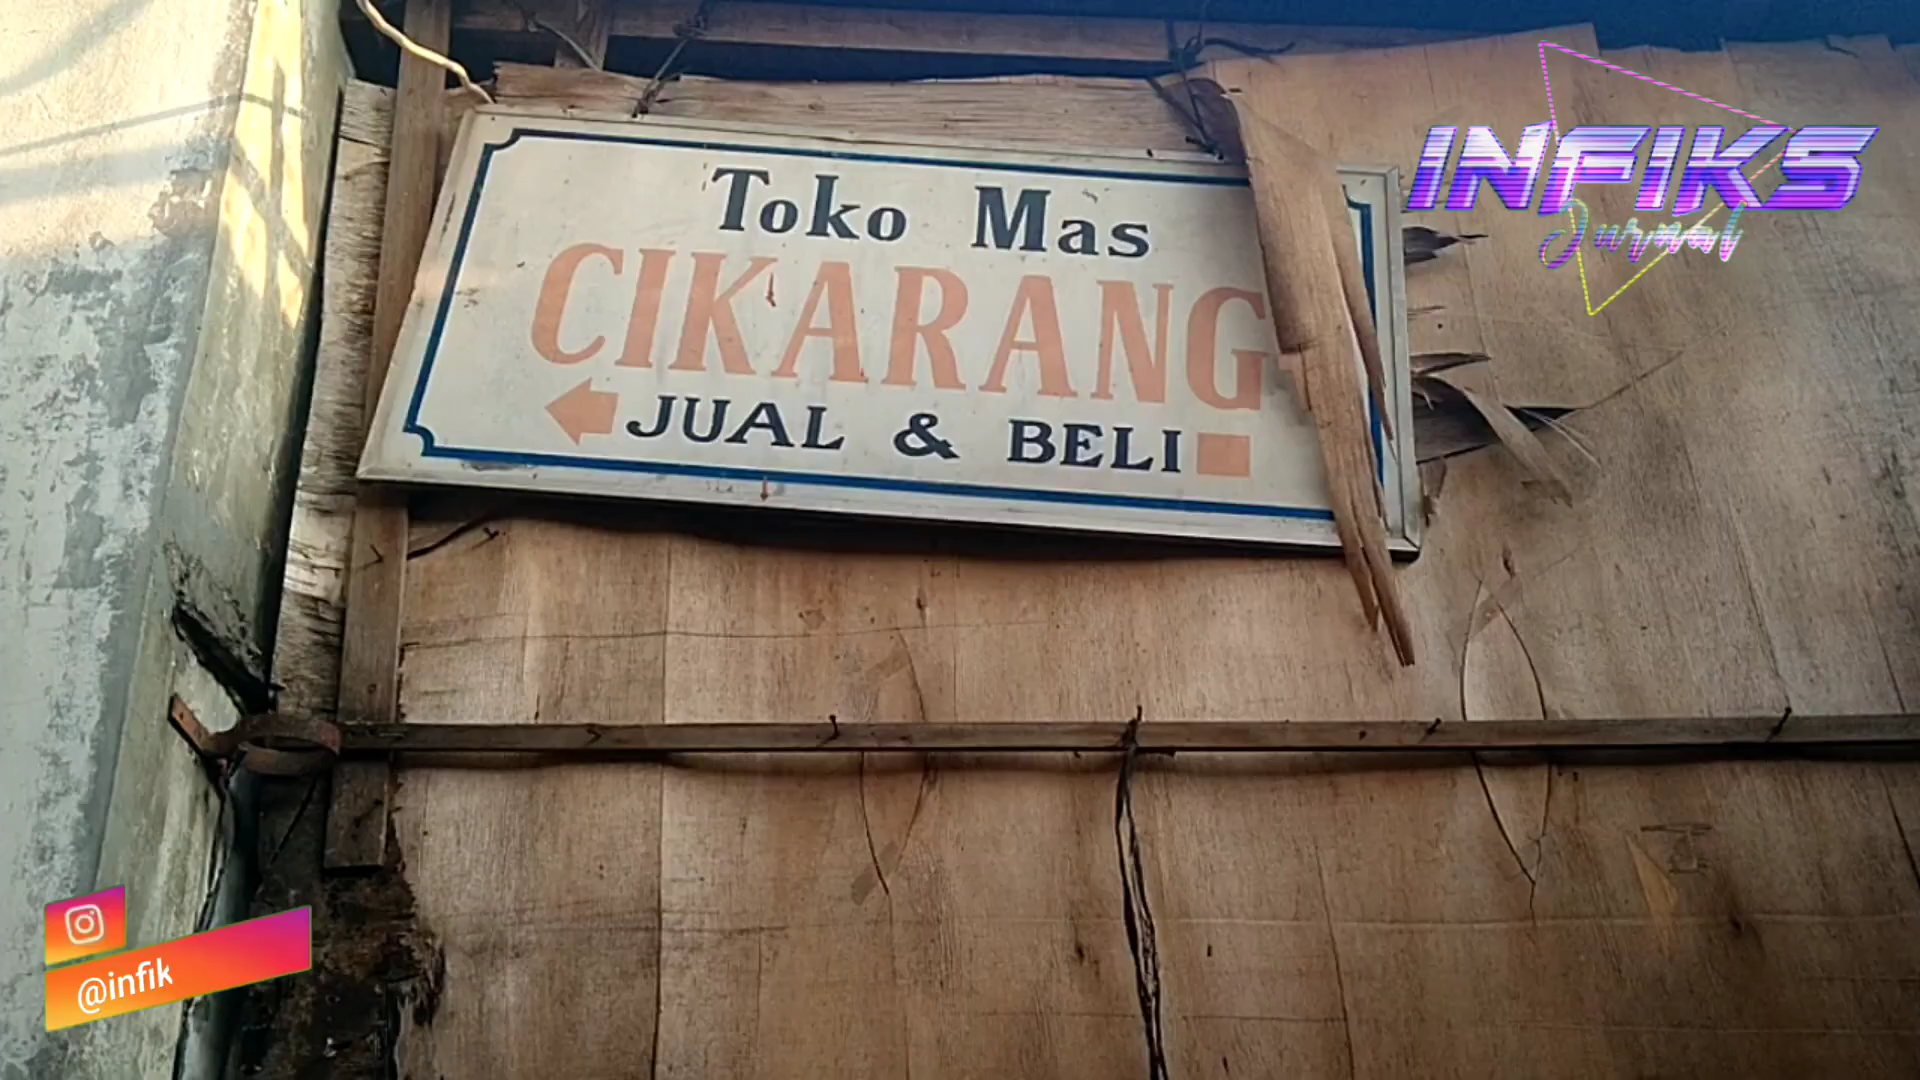 Toko Mas
CIKARANG
JUAL & BELI
INFIKS
Jurnal
@infik